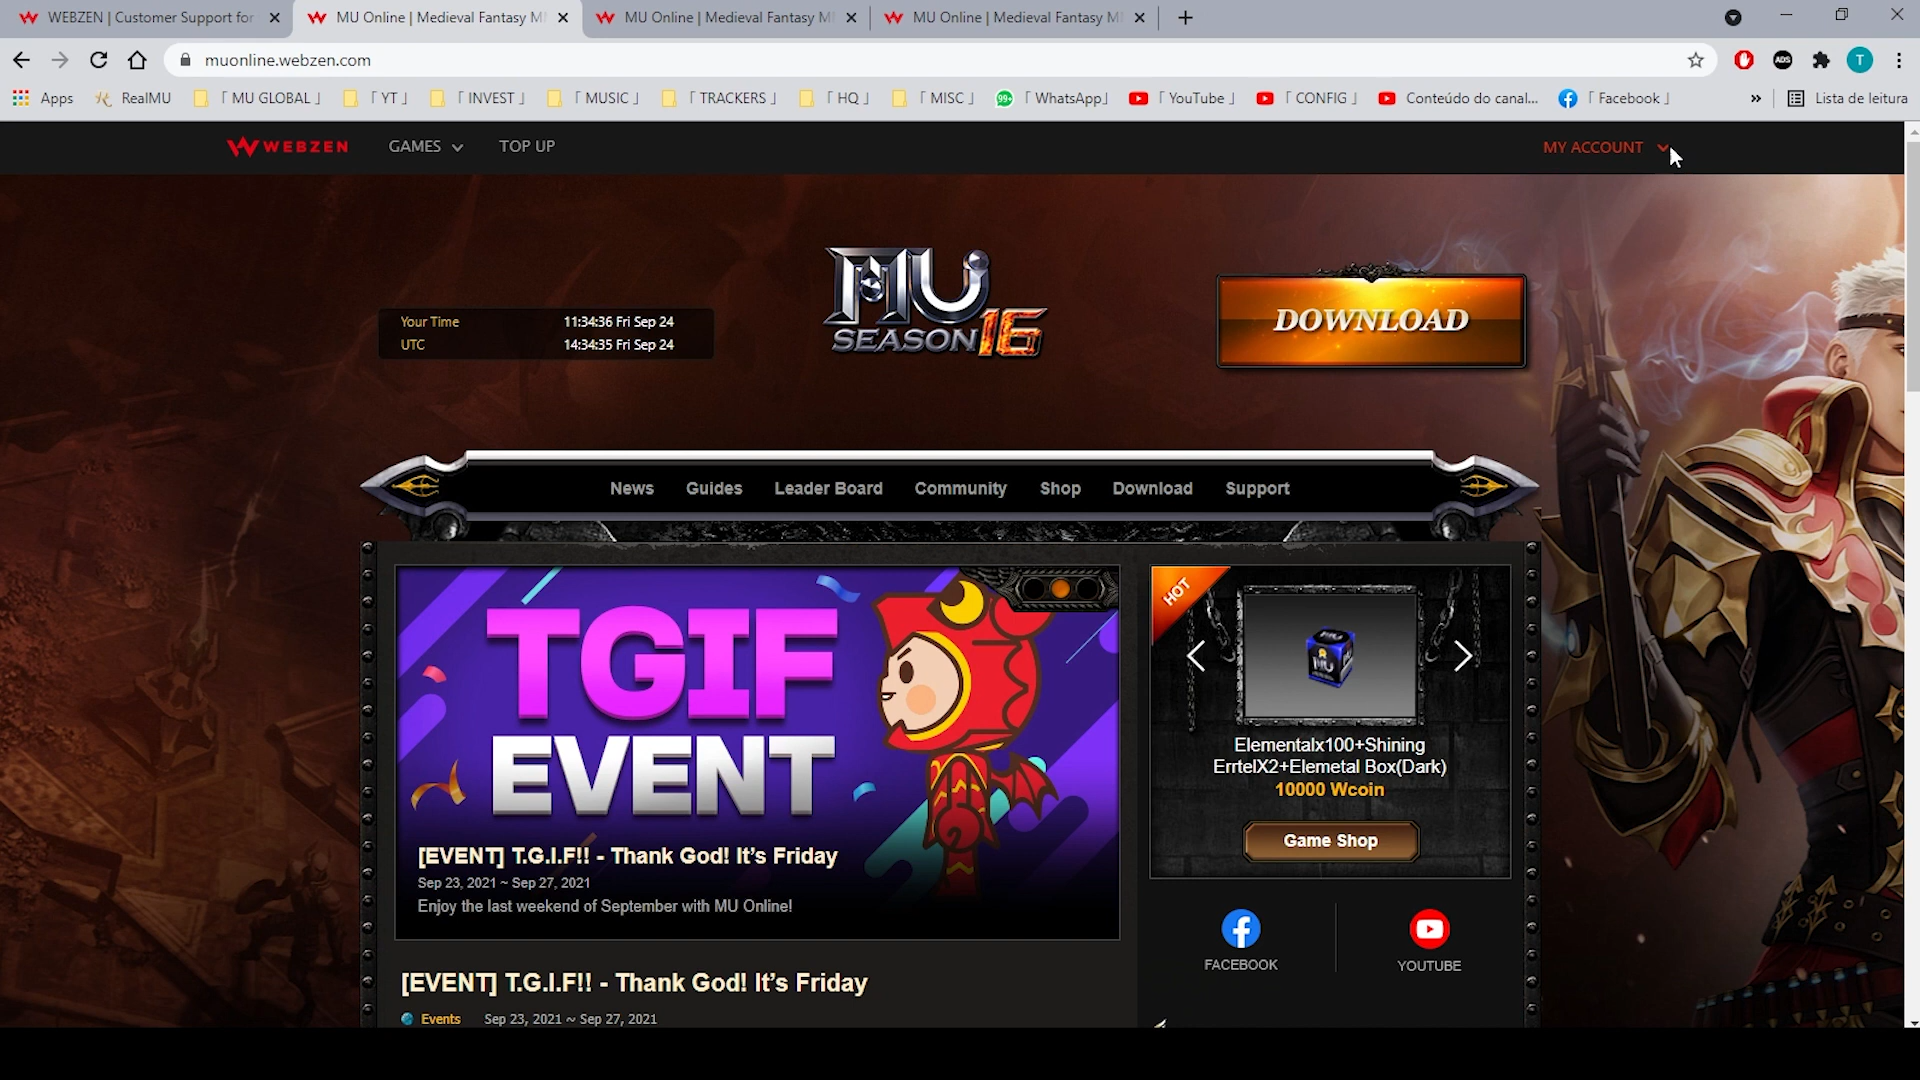 WEBZEN | Customer Support for
MU Online | Medieval Fantasy M
MU Online | Medieval Fantasy M
MU Online | Medieval Fantasy M
muonline.webzen.com
ADS
T
Apps
RealMU
「 MU GLOBAL 」
「 YT 」
「 INVEST 」
「 MUSIC 」
「 TRACKERS 」
「 HQ 」
「 MISC 」
99+
「 WhatsApp」
「 YouTube 」
「 CONFIG 」
Conteúdo do canal...
「 Facebook 」
»
Lista de leitura
WEBZEN
GAMES
TOP UP
MY ACCOUNT
MU
SEASON 16
Your Time 11:34:36 Fri Sep 24
UTC 14:34:35 Fri Sep 24
DOWNLOAD
News Guides Leader Board Community Shop Download Support
TGIF
EVENT
[EVENT] T.G.I.F!! - Thank God! It’s Friday
Sep 23, 2021 ~ Sep 27, 2021
Enjoy the last weekend of September with MU Online!
HOT
MU
Elementalx100+Shining
ErrtelX2+Elemetal Box(Dark)
10000 Wcoin
Game Shop
FACEBOOK
YOUTUBE
[EVENT] T.G.I.F!! - Thank God! It’s Friday
Events Sep 23, 2021 ~ Sep 27, 2021